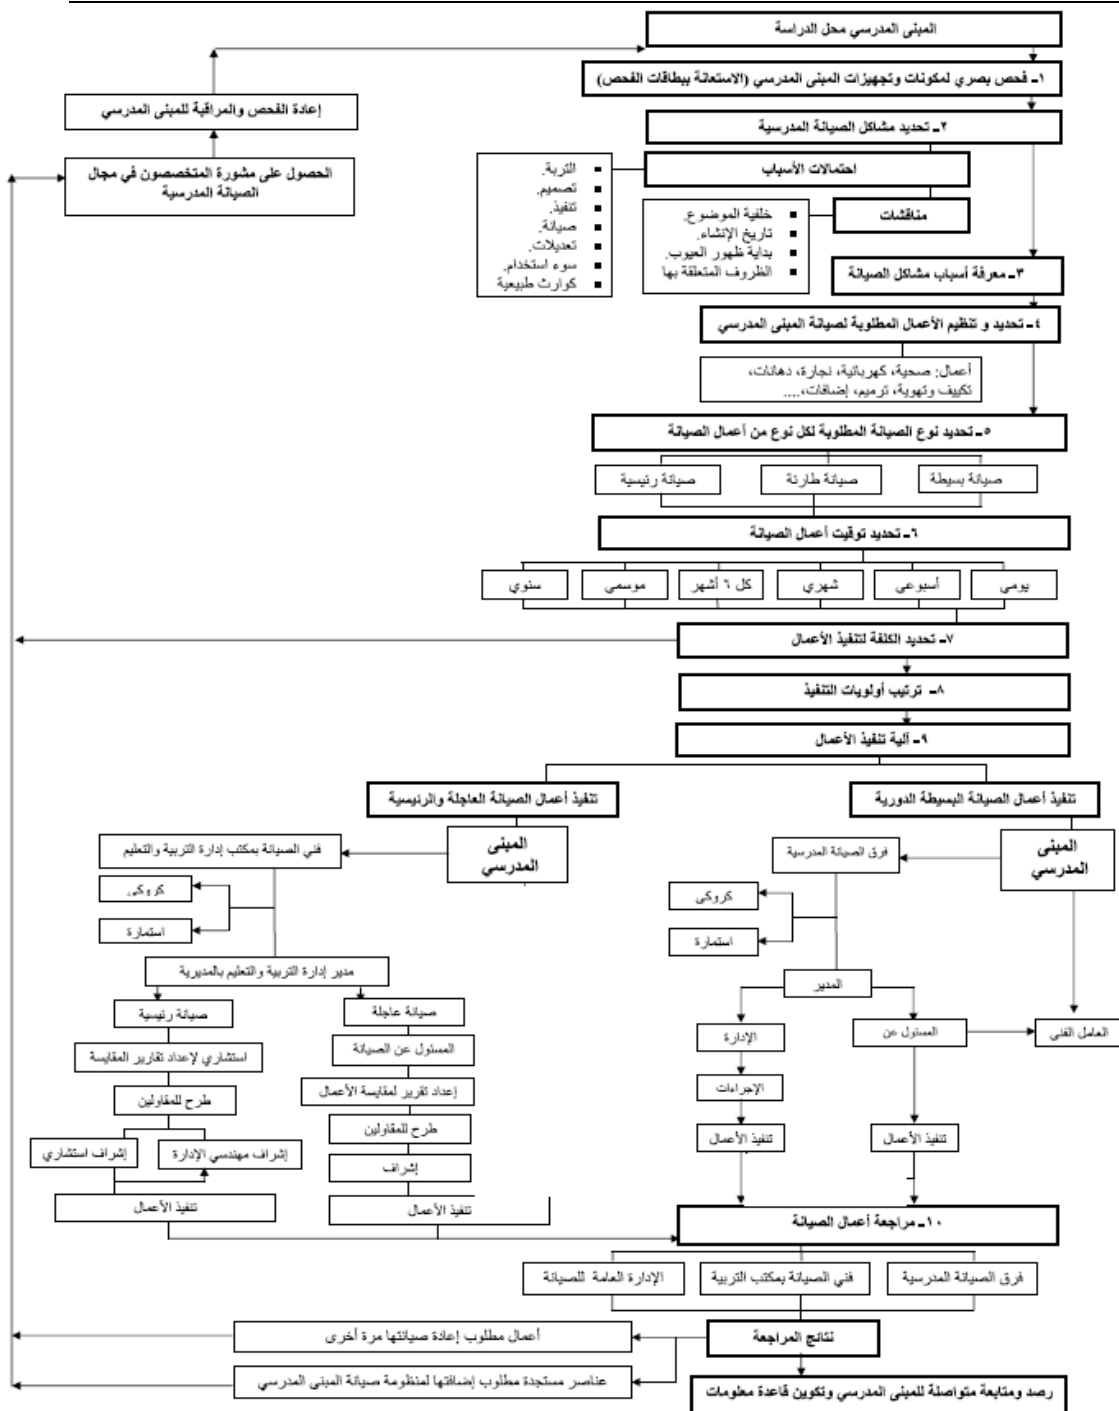 المبنى المدرسي محل الدراسة
١- فحص بصري لمكونات وتجهيزات المبنى المدرسي (الاستعانة ببطاقات الفحص)
إعادة الفحص والمراقبة للمبنى المدرسي
٢- تحديد مشاكل الصيانة المدرسية
الحصول على مشورة المتخصصون في مجال
الصيانة المدرسية
احتمالات الأسباب
▪ التربة.
▪ تصميم.
▪ تنفيذ.
▪ صيانة.
▪ تعديلات.
▪ سوء استخدام.
▪ كوارث طبيعية
مناقشات
▪ خلفية الموضوع.
▪ تاريخ الإنشاء.
▪ بداية ظهور العيوب.
▪ الظروف المتعلقة بها
٣- معرفة أسباب مشاكل الصيانة
٤- تحديد و تنظيم الأعمال المطلوبة لصيانة المبنى المدرسي
أعمال: صحية، كهربائية، نجارة، دهانات،
تكييف وتهوية، ترميم، إضافات،....
٥- تحديد نوع الصيانة المطلوبة لكل نوع من أعمال الصيانة
صيانة بسيطة
صيانة طارئة
صيانة رئيسية
٦- تحديد توقيت أعمال الصيانة
يومي
أسبوعي
شهري
كل ٦ أشهر
موسمي
سنوي
٧- تحديد الكلفة لتنفيذ الأعمال
٨- ترتيب أولويات التنفيذ
٩- آلية تنفيذ الأعمال
تنفيذ أعمال الصيانة البسيطة الدورية
تنفيذ أعمال الصيانة العاجلة والرئيسية
المبنى
المدرسي
فرق الصيانة المدرسية
كروكي
استمارة
المدير
العامل الفني
المسئول عن
الإدارة
الإجراءات
تنفيذ الأعمال
تنفيذ الأعمال
المبنى
المدرسي
فني الصيانة بمكتب إدارة التربية والتعليم
كروكي
استمارة
مدير إدارة التربية والتعليم بالمديرية
صيانة عاجلة
المسئول عن الصيانة
إعداد تقرير لمقايسة الأعمال
طرح للمقاولين
إشراف
تنفيذ الأعمال
صيانة رئيسية
استشاري لإعداد تقارير المقايسة
طرح للمقاولين
إشراف مهندسي الإدارة
إشراف استشاري
تنفيذ الأعمال
١٠- مراجعة أعمال الصيانة
فرق الصيانة المدرسية
فني الصيانة بمكتب التربية
الإدارة العامة للصيانة
نتائج المراجعة
أعمال مطلوب إعادة صيانتها مرة أخرى
عناصر مستجدة مطلوب إضافتها لمنظومة صيانة المبنى المدرسي
رصد ومتابعة متواصلة للمبنى المدرسي وتكوين قاعدة معلومات